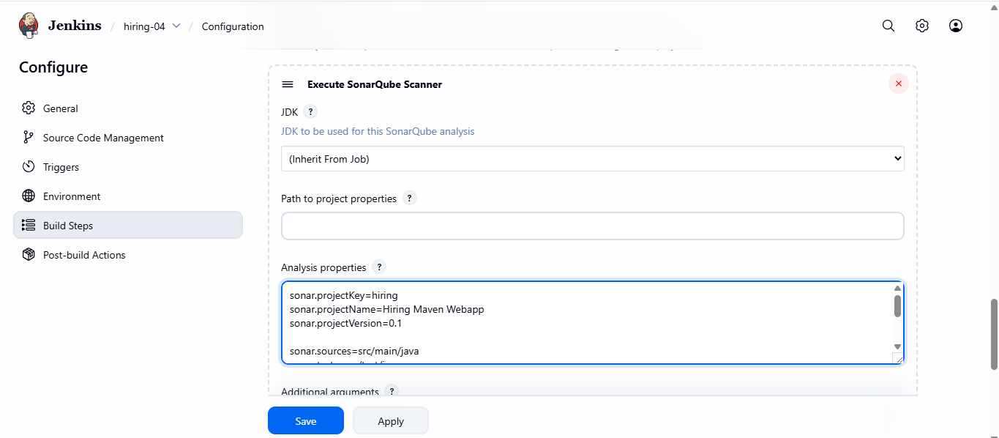 Jenkins / hiring-04 / Configuration
Configure
General
Source Code Management
Triggers
Environment
Build Steps
Post-build Actions
Execute SonarQube Scanner
JDK ?
JDK to be used for this SonarQube analysis
(Inherit From Job)
Path to project properties ?
Analysis properties ?
sonar.projectKey=hiring
sonar.projectName=Hiring Maven Webapp
sonar.projectVersion=0.1
sonar.sources=src/main/java
Additional arguments ?
Save
Apply